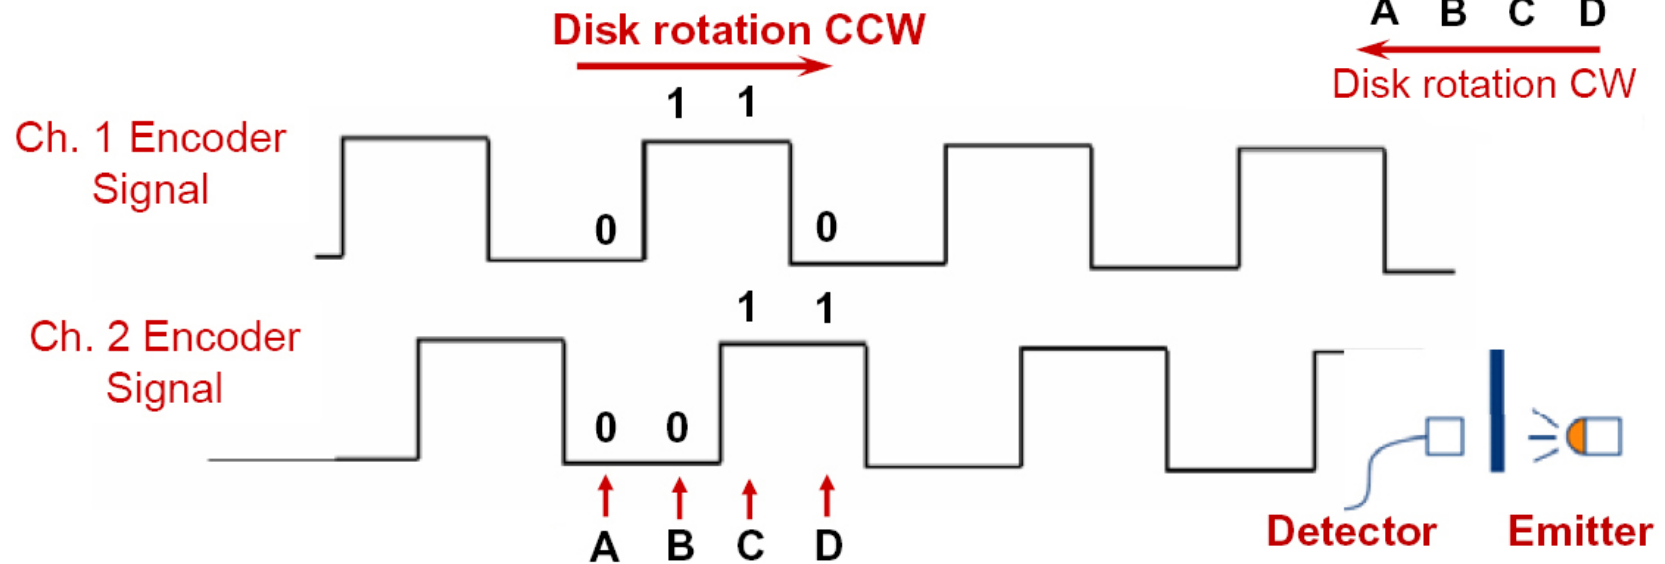 A B C D
Disk rotation CCW
Disk rotation CW
1 1
Ch. 1 Encoder
Signal
0 0
1 1
Ch. 2 Encoder
Signal
0 0
A B C D
Detector Emitter